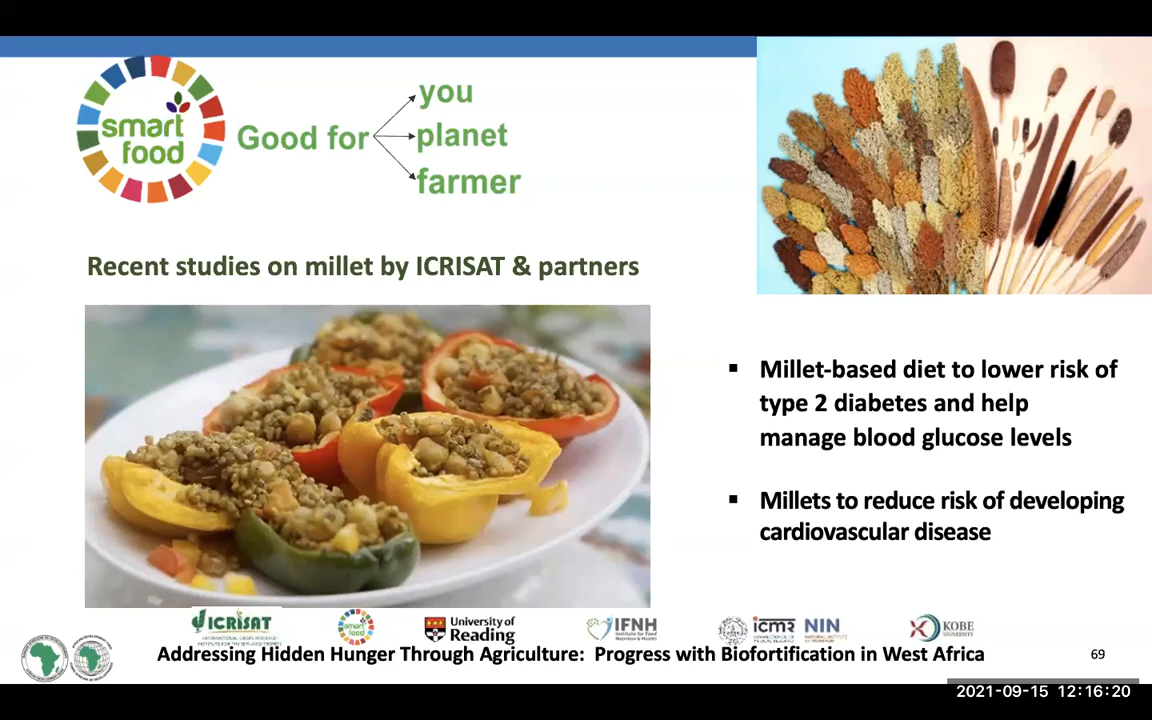 smart
food
Good for
you
planet
farmer
Recent studies on millet by ICRISAT & partners
▪ Millet-based diet to lower risk of
type 2 diabetes and help
manage blood glucose levels
▪ Millets to reduce risk of developing
cardiovascular disease
ICRISAT
smart
food
University of
Reading
IFNH
Institute for Food
Nutrition & Health
icmr
NIN
KOBE
UNIVERSITY
Addressing Hidden Hunger Through Agriculture: Progress with Biofortification in West Africa
69
2021-09-15 12:16:20